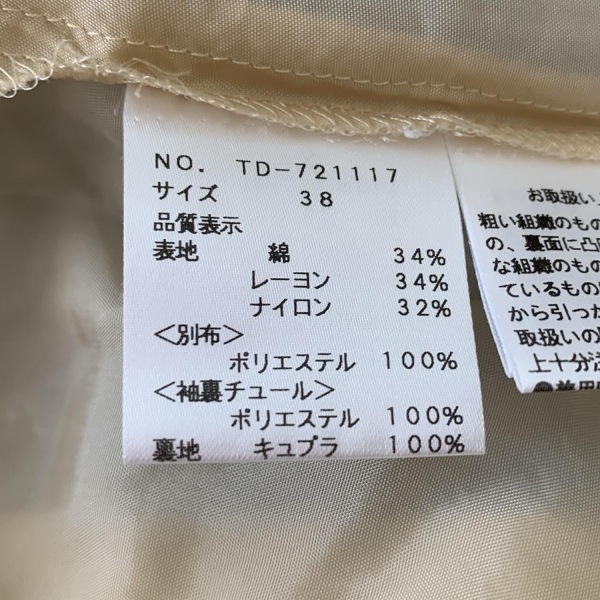 NO. TD-721117
サイズ 38
品質表示
表地 綿 34%
レーヨン 34%
ナイロン 32%
<別布>
ポリエステル 100%
<袖裏チュール>
ポリエステル 100%
裏地 キュプラ 100%
お取扱い上
粗い組織のもの
の、裏面に凸
な組織のもの
ているもの
から引っか
取扱いの
上十分注